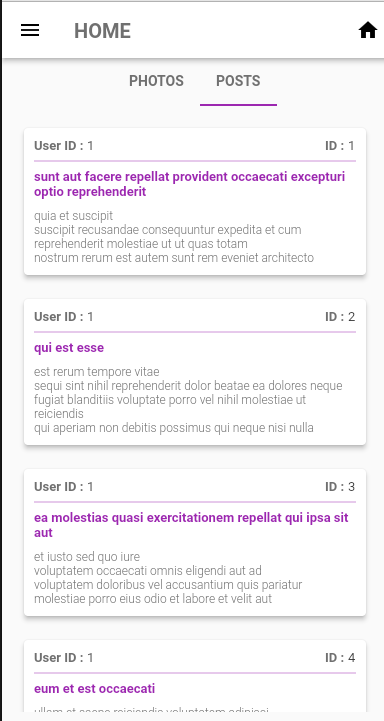 HOME
PHOTOS POSTS
User ID : 1 ID : 1
sunt aut facere repellat provident occaecati excepturi
optio reprehenderit
quia et suscipit
suscipit recusandae consequuntur expedita et cum
reprehenderit molestiae ut ut quas totam
nostrum rerum est autem sunt rem eveniet architecto
User ID : 1 ID : 2
qui est esse
est rerum tempore vitae
sequi sint nihil reprehenderit dolor beatae ea dolores neque
fugiat blanditiis voluptate porro vel nihil molestiae ut
reiciendis
qui aperiam non debitis possimus qui neque nisi nulla
User ID : 1 ID : 3
ea molestias quasi exercitationem repellat qui ipsa sit
aut
et iusto sed quo iure
voluptatem occaecati omnis eligendi aut ad
voluptatem doloribus vel accusantium quis pariatur
molestiae porro eius odio et labore et velit aut
User ID : 1 ID : 4
eum et est occaecati